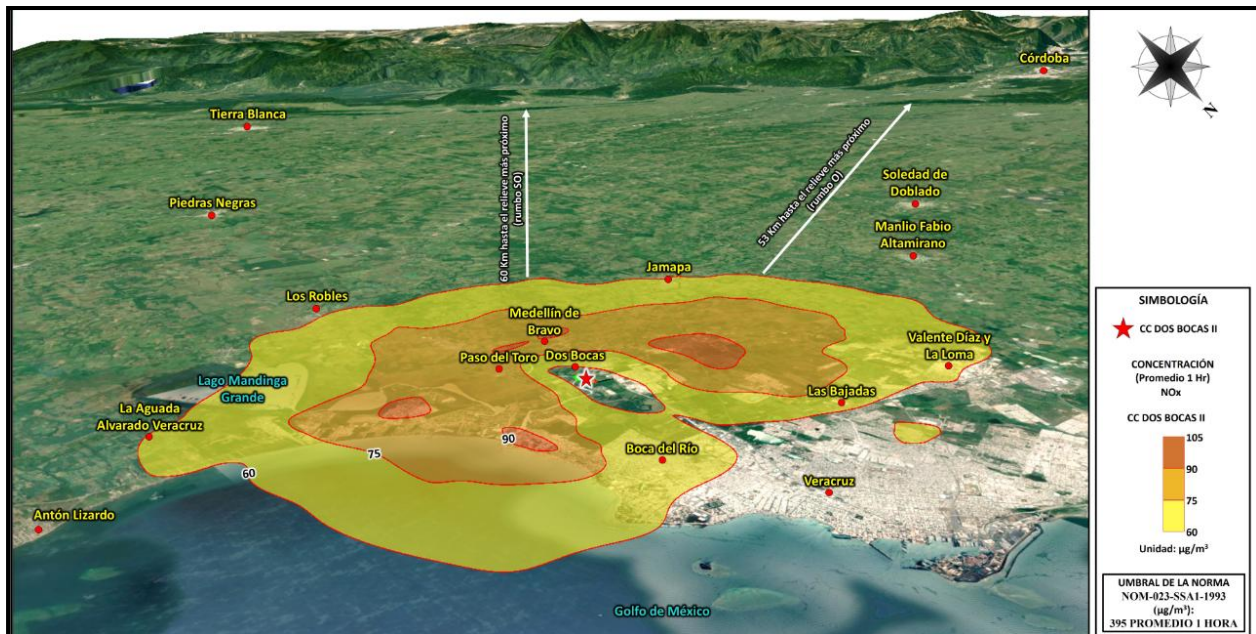 Córdoba
N
Tierra Blanca
60 Km hasta el relieve más próximo
(rumbo SO)
53 Km hasta el relieve más próximo
(rumbo O)
Soledad de
Doblado
Piedras Negras
Manlio Fabio
Altamirano
Jamapa
Los Robles
Medellín de
Bravo
Valente Díaz y
La Loma
Paso del Toro
Dos Bocas
Lago Mandinga
Grande
Las Bajadas
La Aguada
Alvarado Veracruz
90
75
60
Boca del Río
Veracruz
Antón Lizardo
Golfo de México
SIMBOLOGÍA
CC DOS BOCAS II
CONCENTRACIÓN
(Promedio 1 Hr)
NOx
CC DOS BOCAS II
105
90
75
60
Unidad: µg/m³
UMBRAL DE LA NORMA
NOM-023-SSA1-1993
(µg/m³):
395 PROMEDIO 1 HORA